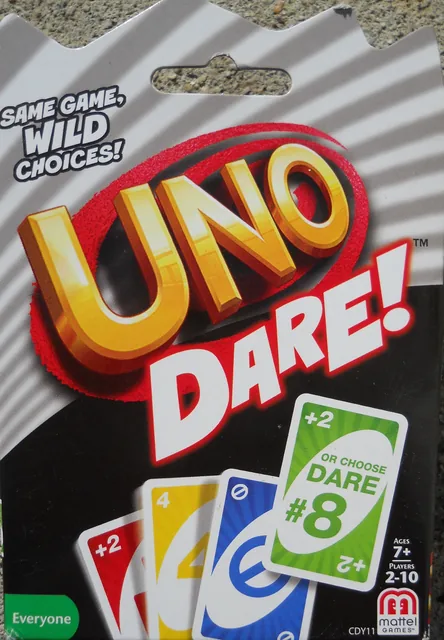 SAME GAME,
WILD
CHOICES!
UNO
DARE!
TM
+2
OR CHOOSE
DARE
#8
+2
+2
4
4
AGES
7+
PLAYERS
2-10
Everyone
CDY11
M
mattel
GAMES